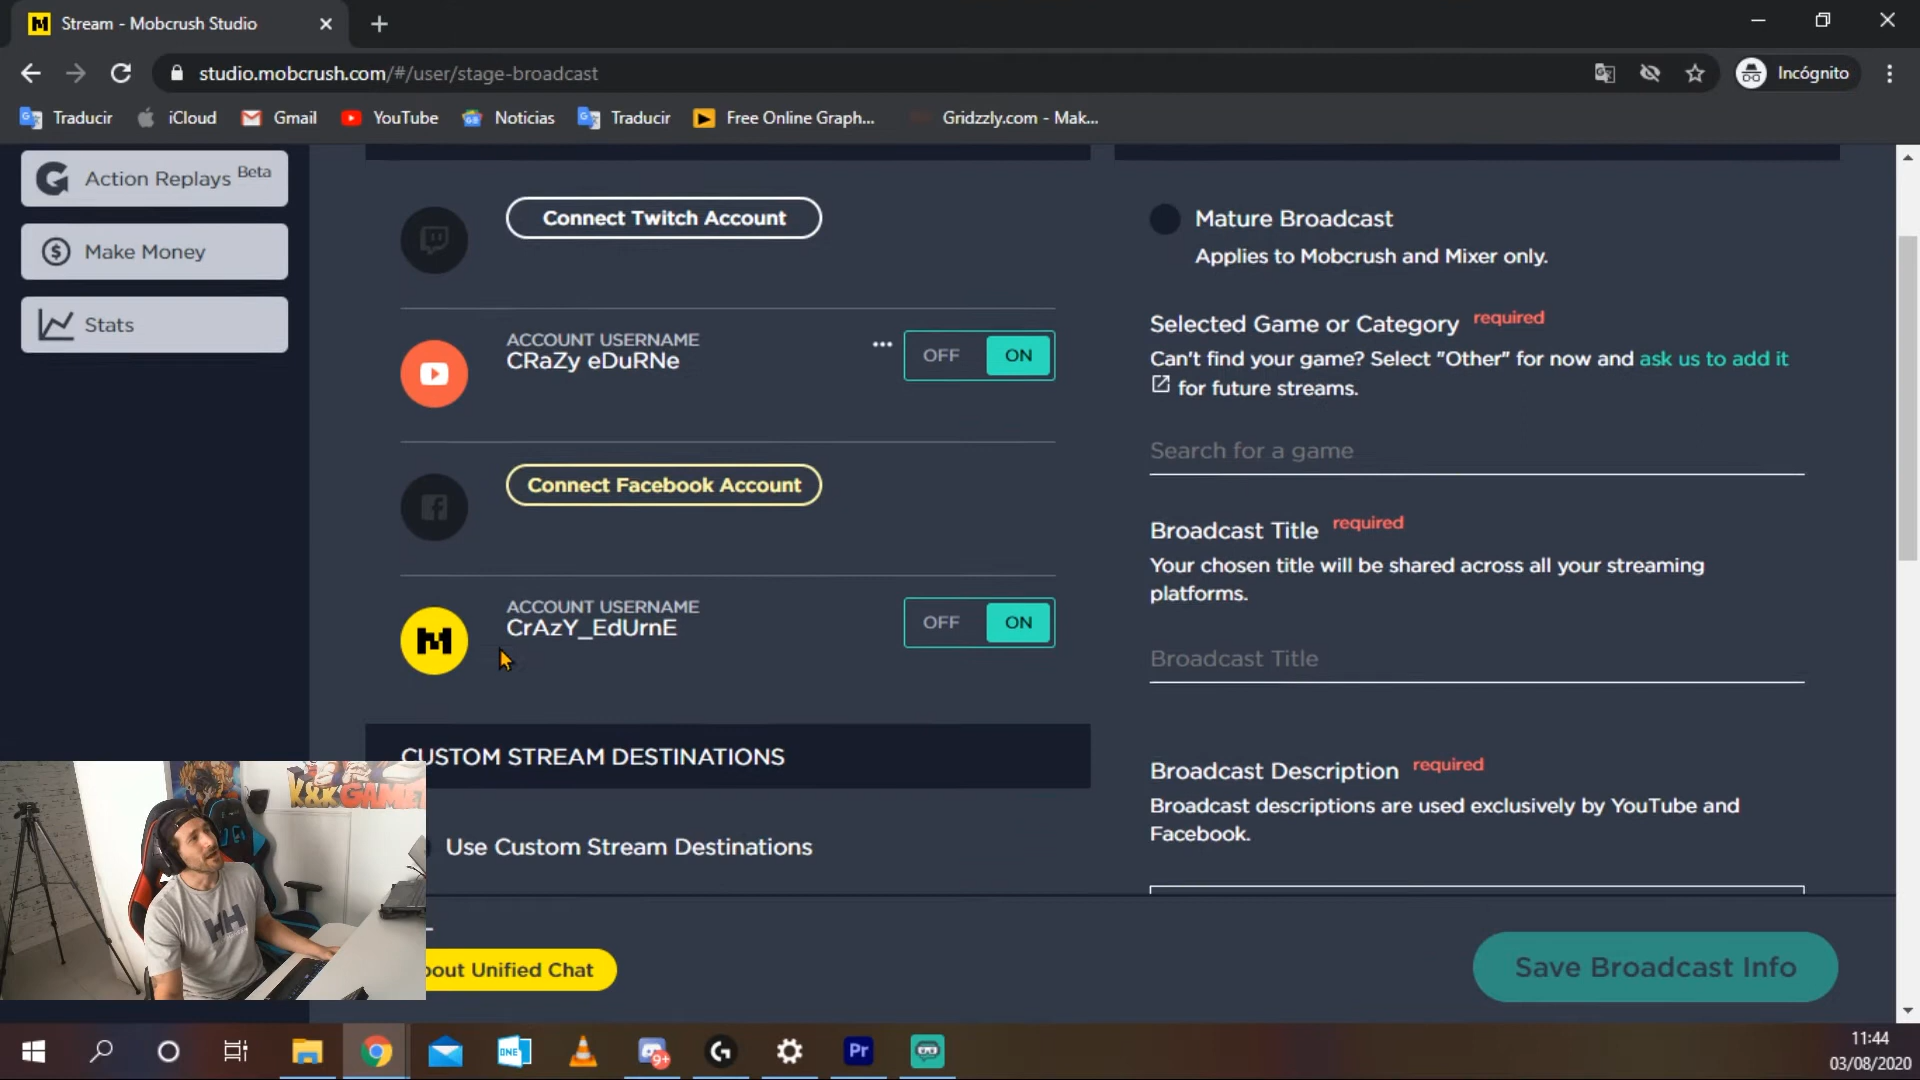 Stream - Mobcrush Studio
studio.mobcrush.com/#/user/stage-broadcast
Incógnito
Traducir
iCloud
Gmail
YouTube
Noticias
Traducir
Free Online Graph...
Gridzzly.com - Mak...
Action Replays Beta
Make Money
Stats
Connect Twitch Account
ACCOUNT USERNAME
CRaZy eDuRNe
OFF
ON
Connect Facebook Account
ACCOUNT USERNAME
CrAzY_EdUrnE
OFF
ON
CUSTOM STREAM DESTINATIONS
Use Custom Stream Destinations
bout Unified Chat
Mature Broadcast
Applies to Mobcrush and Mixer only.
Selected Game or Category required
Can't find your game? Select "Other" for now and ask us to add it
for future streams.
Search for a game
Broadcast Title required
Your chosen title will be shared across all your streaming
platforms.
Broadcast Title
Broadcast Description required
Broadcast descriptions are used exclusively by YouTube and
Facebook.
Save Broadcast Info
K&K GAME
HH
ONE
9+
Pr
11:44
03/08/2020